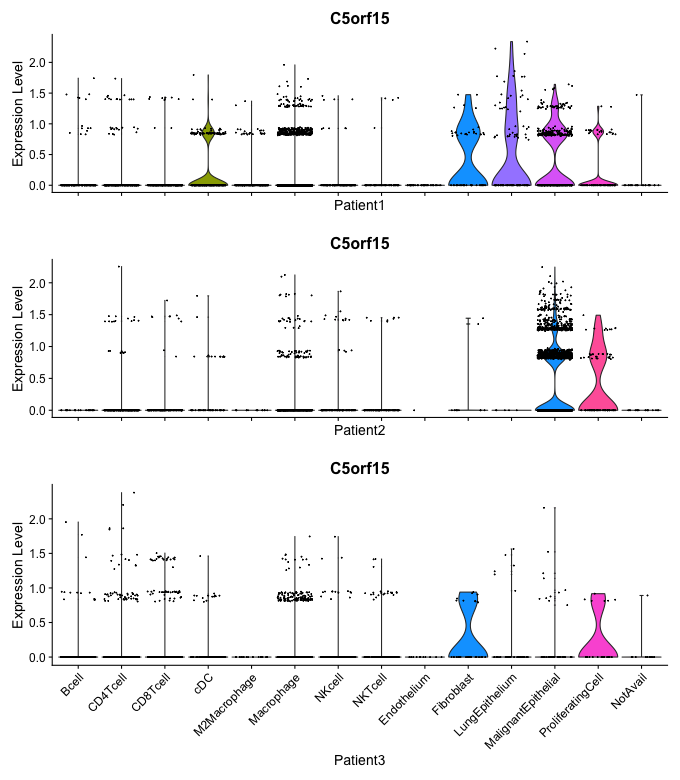 C5orf15
Expression Level
2.0
1.5
1.0
0.5
0.0
Patient1
C5orf15
Expression Level
2.0
1.5
1.0
0.5
0.0
Patient2
C5orf15
Expression Level
2.0
1.5
1.0
0.5
0.0
Bcell
CD4Tcell
CD8Tcell
cDC
M2Macrophage
Macrophage
NKcell
NKTcell
Endothelium
Fibroblast
LungEpithelium
MalignantEpithelial
ProliferatingCell
NotAvail
Patient3